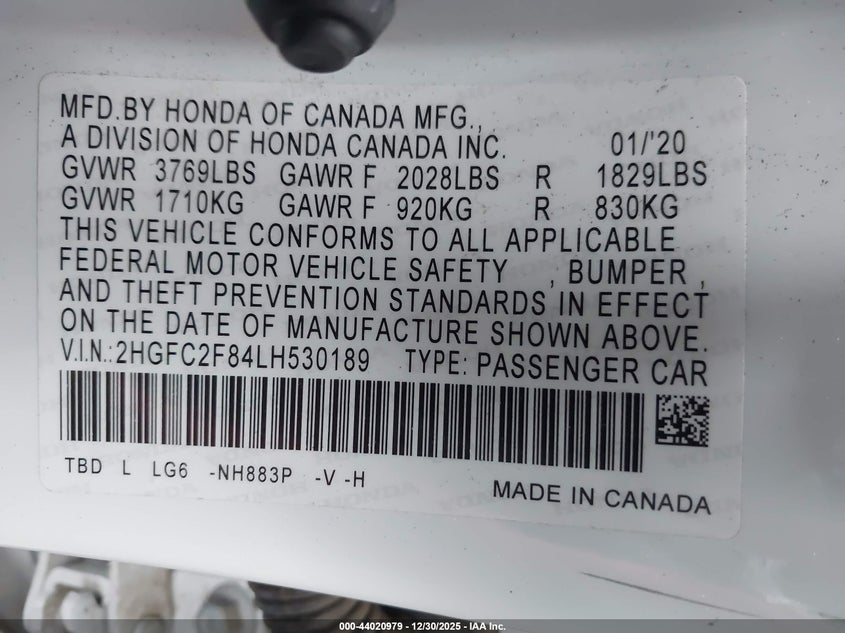 MFD.BY HONDA OF CANADA MFG.,
A DIVISION OF HONDA CANADA INC. 01/'20
GVWR 3769LBS GAWR F 2028LBS R 1829LBS
GVWR 1710KG GAWR F 920KG R 830KG
THIS VEHICLE CONFORMS TO ALL APPLICABLE
FEDERAL MOTOR VEHICLE SAFETY , BUMPER ,
AND THEFT PREVENTION STANDARDS IN EFFECT
ON THE DATE OF MANUFACTURE SHOWN ABOVE.
V.I.N.:2HGFC2F84LH530189 TYPE: PASSENGER CAR
TBD L LG6 -NH883P -V -H
MADE IN CANADA
000-44020979 - 12/30/2025 - IAA Inc.